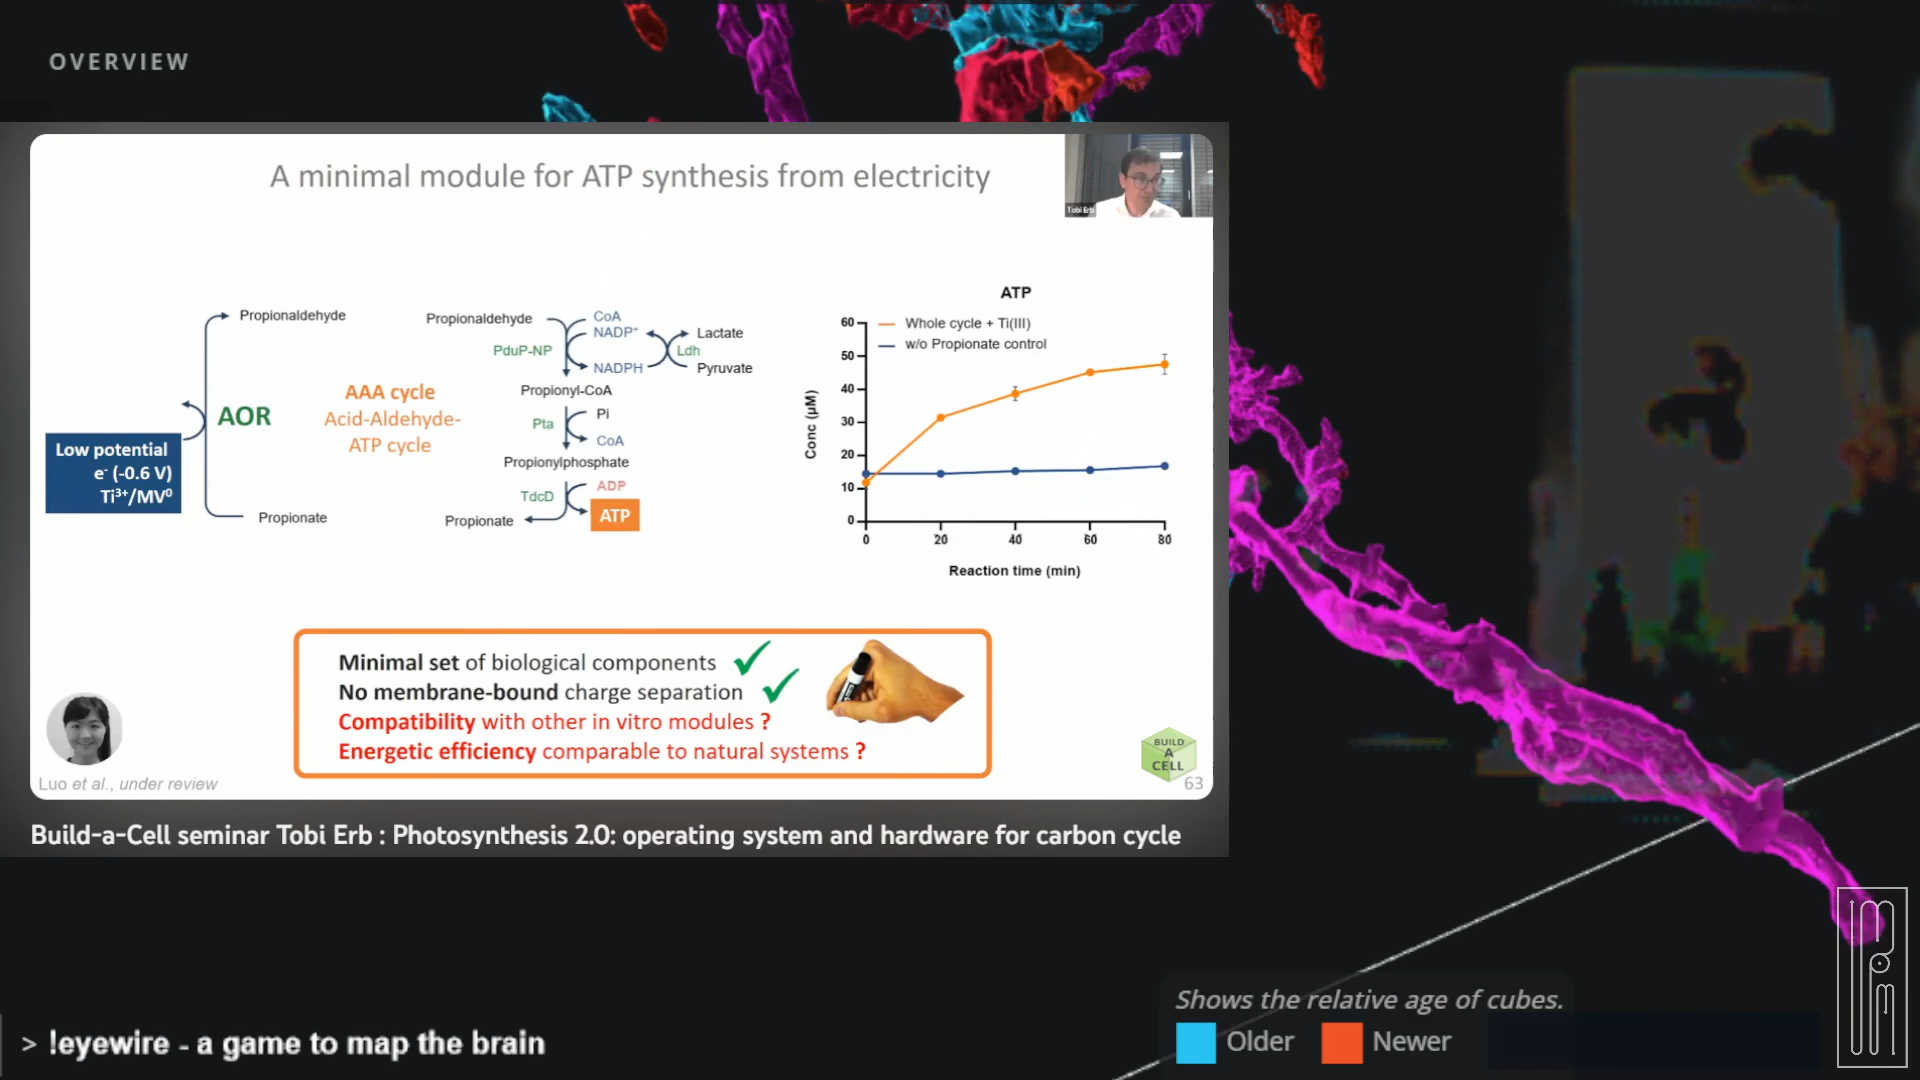 OVERVIEW
A minimal module for ATP synthesis from electricity
Tobi Erb
Propionaldehyde
AOR
Low potential
e- (-0.6 V)
Ti3+/MV0
Propionate
AAA cycle
Acid-Aldehyde-
ATP cycle
Propionaldehyde
CoA
NADP+
Lactate
PduP-NP
Ldh
NADPH
Pyruvate
Propionyl-CoA
Pi
Pta
CoA
Propionylphosphate
ADP
TdcD
ATP
Propionate
ATP
Whole cycle + Ti(III)
w/o Propionate control
Conc (µM)
60
50
40
30
20
10
0
0 20 40 60 80
Reaction time (min)
Minimal set of biological components
No membrane-bound charge separation
Compatibility with other in vitro modules ?
Energetic efficiency comparable to natural systems ?
Luo et al., under review
BUILD
A
CELL
63
Build-a-Cell seminar Tobi Erb : Photosynthesis 2.0: operating system and hardware for carbon cycle
> !eyewire - a game to map the brain
Shows the relative age of cubes.
Older Newer